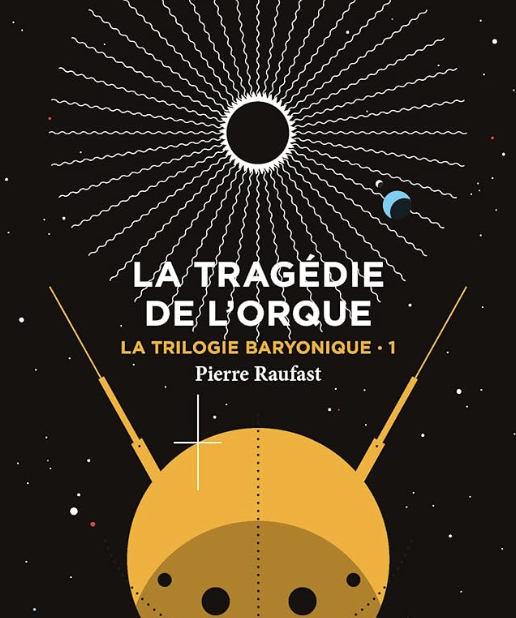 LA TRAGÉDIE
DE L'ORQUE
LA TRILOGIE BARYONIQUE · 1
Pierre Raufast